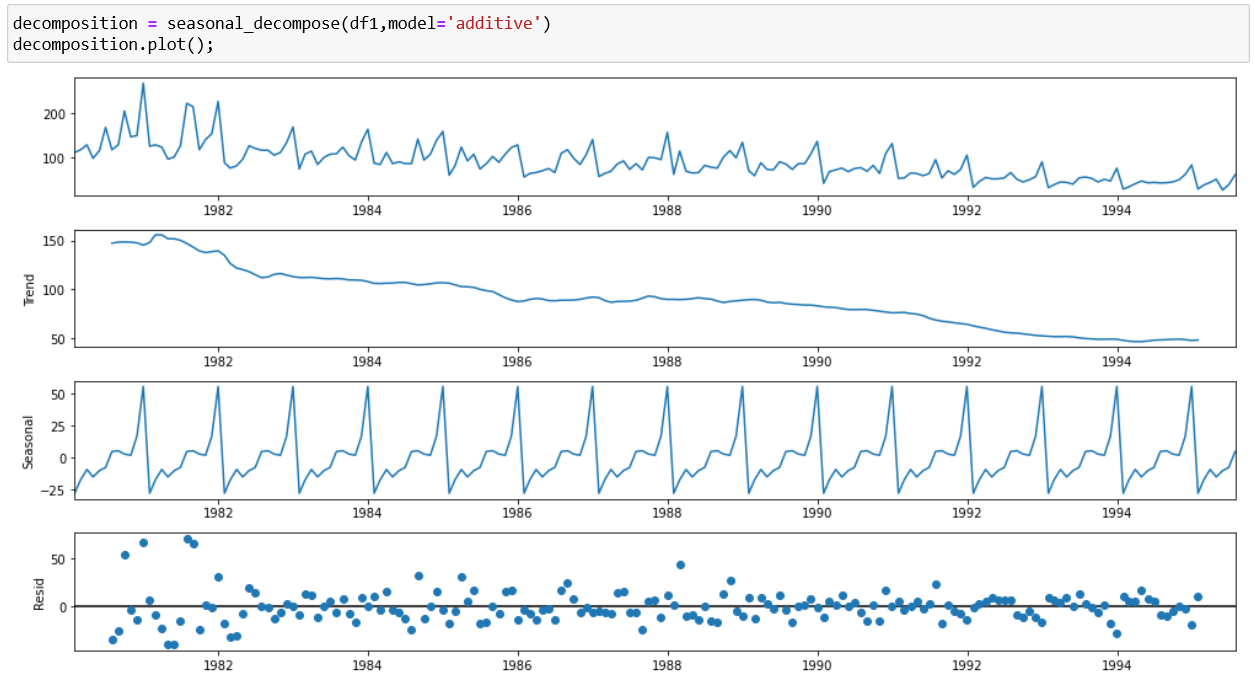 decomposition = seasonal_decompose(df1,model='additive')
decomposition.plot();
200
100
1982 1984 1986 1988 1990 1992 1994
150
100
50
Trend
1982 1984 1986 1988 1990 1992 1994
50
25
0
−25
Seasonal
1982 1984 1986 1988 1990 1992 1994
50
0
Resid
1982 1984 1986 1988 1990 1992 1994